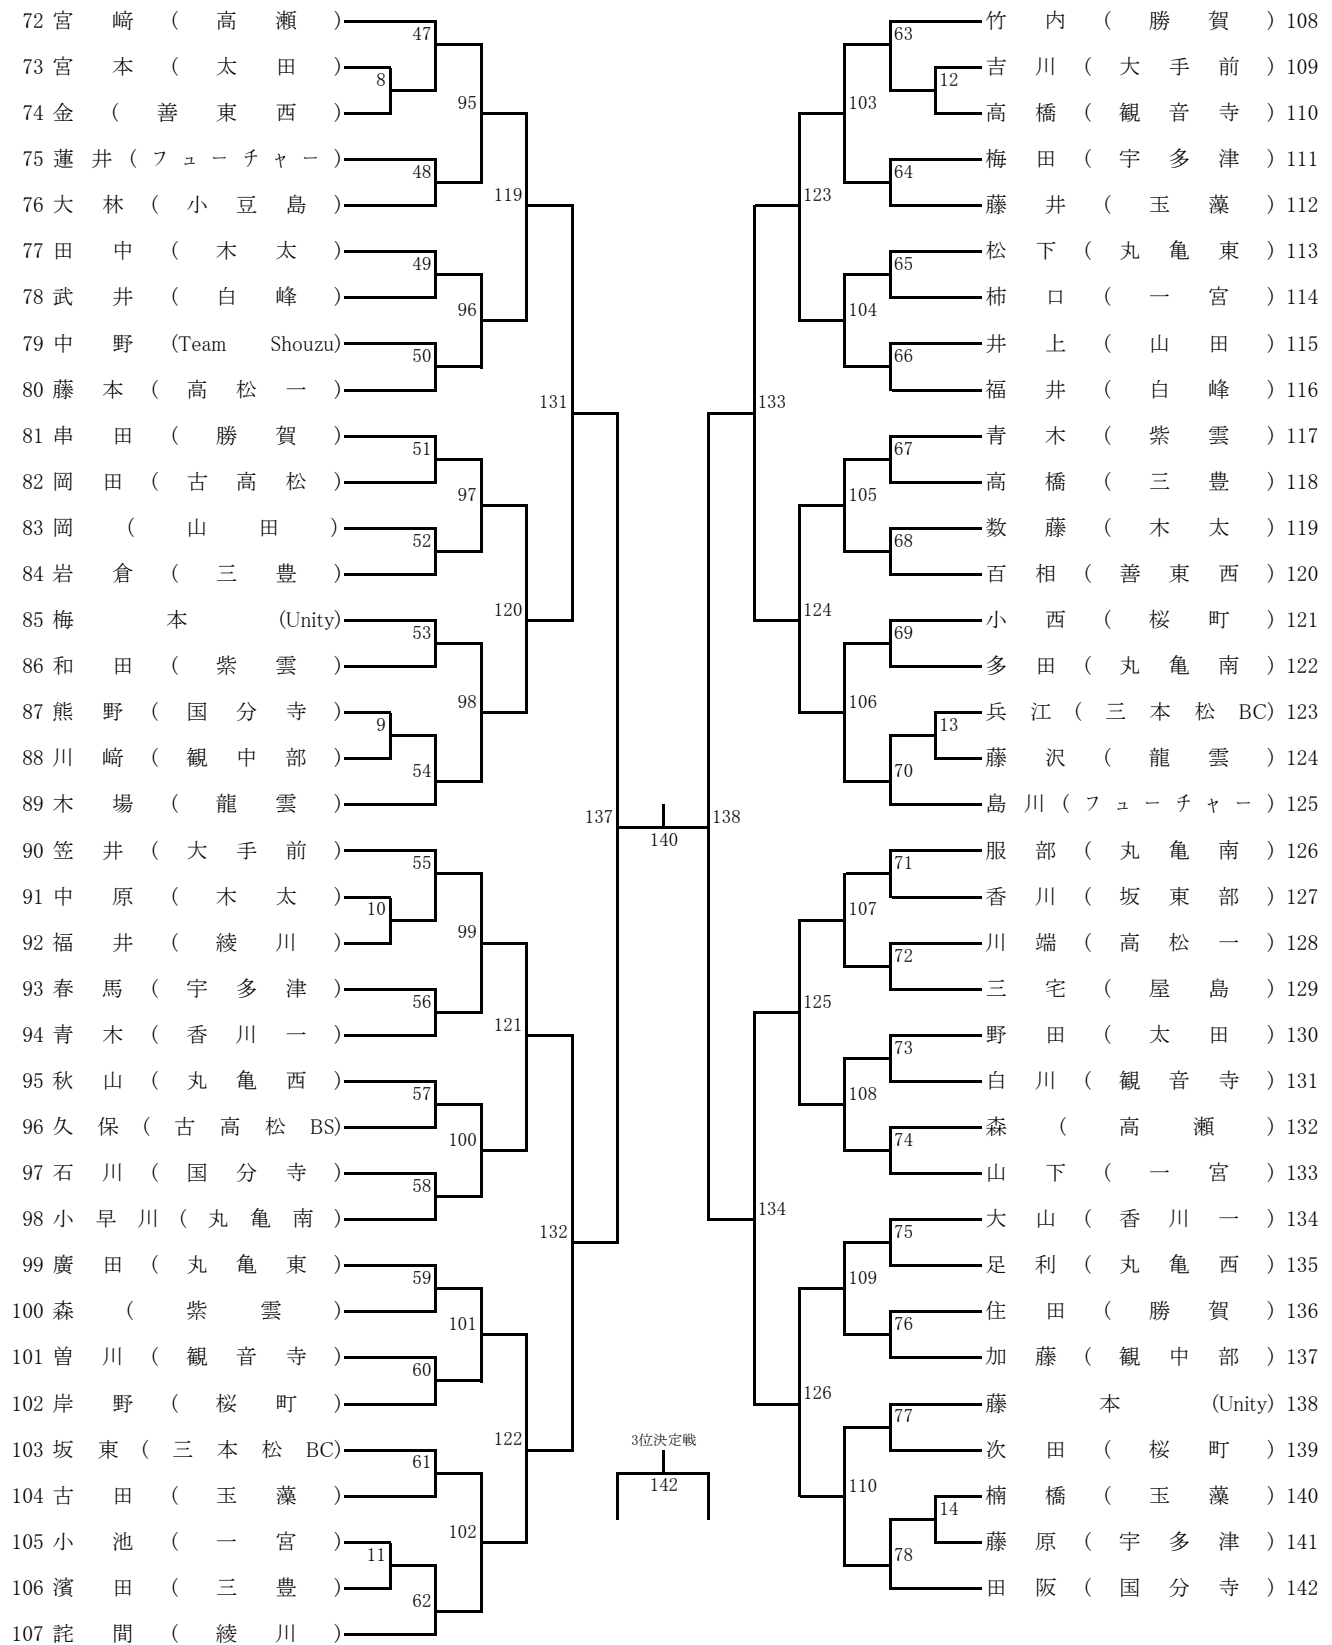 72 宮﨑(高瀬)
73 宮本(太田)
74 金(善東西)
75 蓮井(フューチャー)
76 大林(小豆島)
77 田中(木太)
78 武井(白峰)
79 中野(Team Shouzu)
80 藤本(高松一)
81 串田(勝賀)
82 岡田(古高松)
83 岡(山田)
84 岩倉(三豊)
85 梅本(Unity)
86 和田(紫雲)
87 熊野(国分寺)
88 川﨑(観中部)
89 木場(龍雲)
90 笠井(大手前)
91 中原(木太)
92 福井(綾川)
93 春馬(宇多津)
94 青木(香川一)
95 秋山(丸亀西)
96 久保(古高松BS)
97 石川(国分寺)
98 小早川(丸亀南)
99 廣田(丸亀東)
100 森(紫雲)
101 曽川(観音寺)
102 岸野(桜町)
103 坂東(三本松BC)
104 古田(玉藻)
105 小池(一宮)
106 濱田(三豊)
107 詫間(綾川)
47
8
48
49
50
51
52
53
9
54
55
10
56
57
58
59
60
61
11
62
95
96
97
98
99
100
101
102
119
120
121
122
131
132
137
140
138
3位決定戦
142
133
134
123
124
125
126
103
104
105
106
107
108
109
110
63
12
64
65
66
67
68
69
13
70
71
72
73
74
75
76
77
14
78
竹内(勝賀)108
吉川(大手前)109
高橋(観音寺)110
梅田(宇多津)111
藤井(玉藻)112
松下(丸亀東)113
柿口(一宮)114
井上(山田)115
福井(白峰)116
青木(紫雲)117
高橋(三豊)118
数藤(木太)119
百相(善東西)120
小西(桜町)121
多田(丸亀南)122
兵江(三本松BC)123
藤沢(龍雲)124
島川(フューチャー)125
服部(丸亀南)126
香川(坂東部)127
川端(高松一)128
三宅(屋島)129
野田(太田)130
白川(観音寺)131
森(高瀬)132
山下(一宮)133
大山(香川一)134
足利(丸亀西)135
住田(勝賀)136
加藤(観中部)137
藤本(Unity)138
次田(桜町)139
楠橋(玉藻)140
藤原(宇多津)141
田阪(国分寺)142